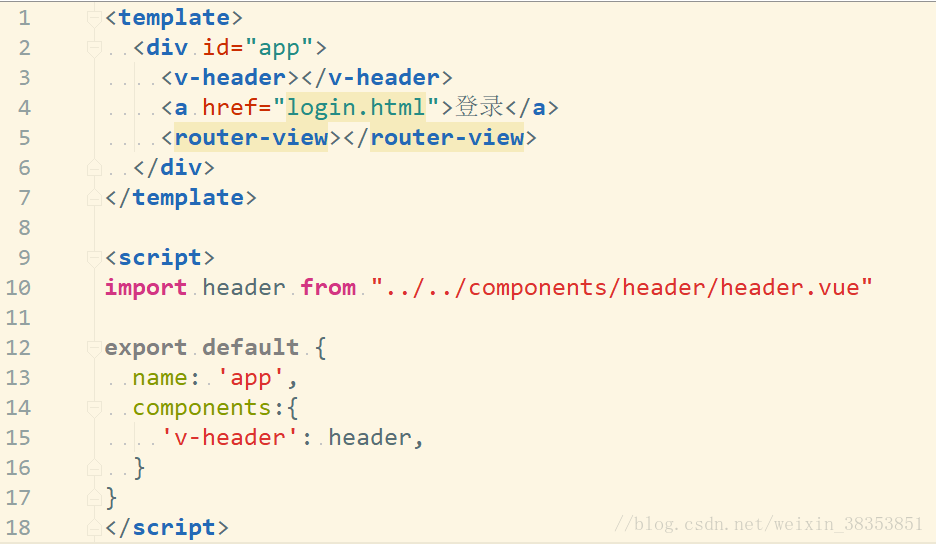 1 <template>
2   <div id="app">
3     <v-header></v-header>
4     <a href="login.html">登录</a>
5     <router-view></router-view>
6   </div>
7 </template>
8
9 <script>
10 import header from "../../components/header/header.vue"
11
12 export default {
13   name: 'app',
14   components:{
15     'v-header': header,
16   }
17 }
18 </script>
//blog.csdn.net/weixin_38353851